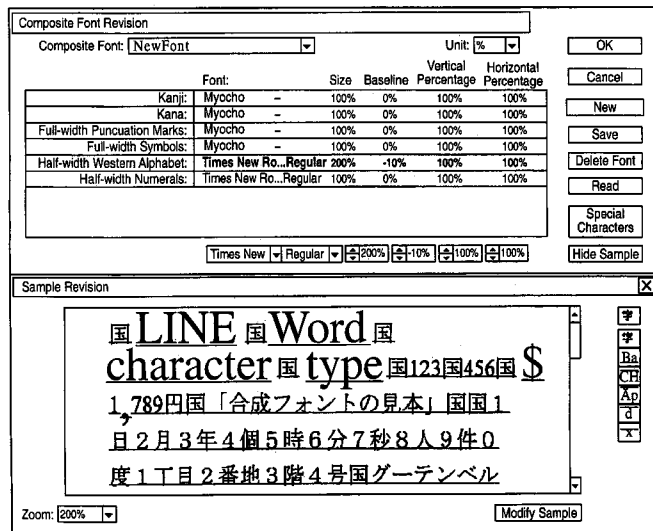 Composite Font Revision
Composite Font: NewFont
Unit: %
OK
Font: Size Baseline Vertical Percentage Horizontal Percentage
Cancel
Kanji: Myocho – 100% 0% 100% 100%
Kana: Myocho – 100% 0% 100% 100%
New
Full-width Puncuation Marks: Myocho – 100% 0% 100% 100%
Full-width Symbols: Myocho – 100% 0% 100% 100%
Save
Half-width Western Alphabet: Times New Ro...Regular 200% -10% 100% 100%
Delete Font
Half-width Numerals: Times New Ro...Regular 100% 0% 100% 100%
Read
Special Characters
Times New Regular 200% -10% 100% 100%
Hide Sample
Sample Revision X
国LINE国Word国
character国type国123国456国$
1,789円国「合成フォントの見本」国国1
日2月3年4個5時6分7秒8人9件0
度1丁目2番地3階4号国グーテンベル
字
字
Ba
CH
Ap
d
x
Zoom: 200%
Modify Sample